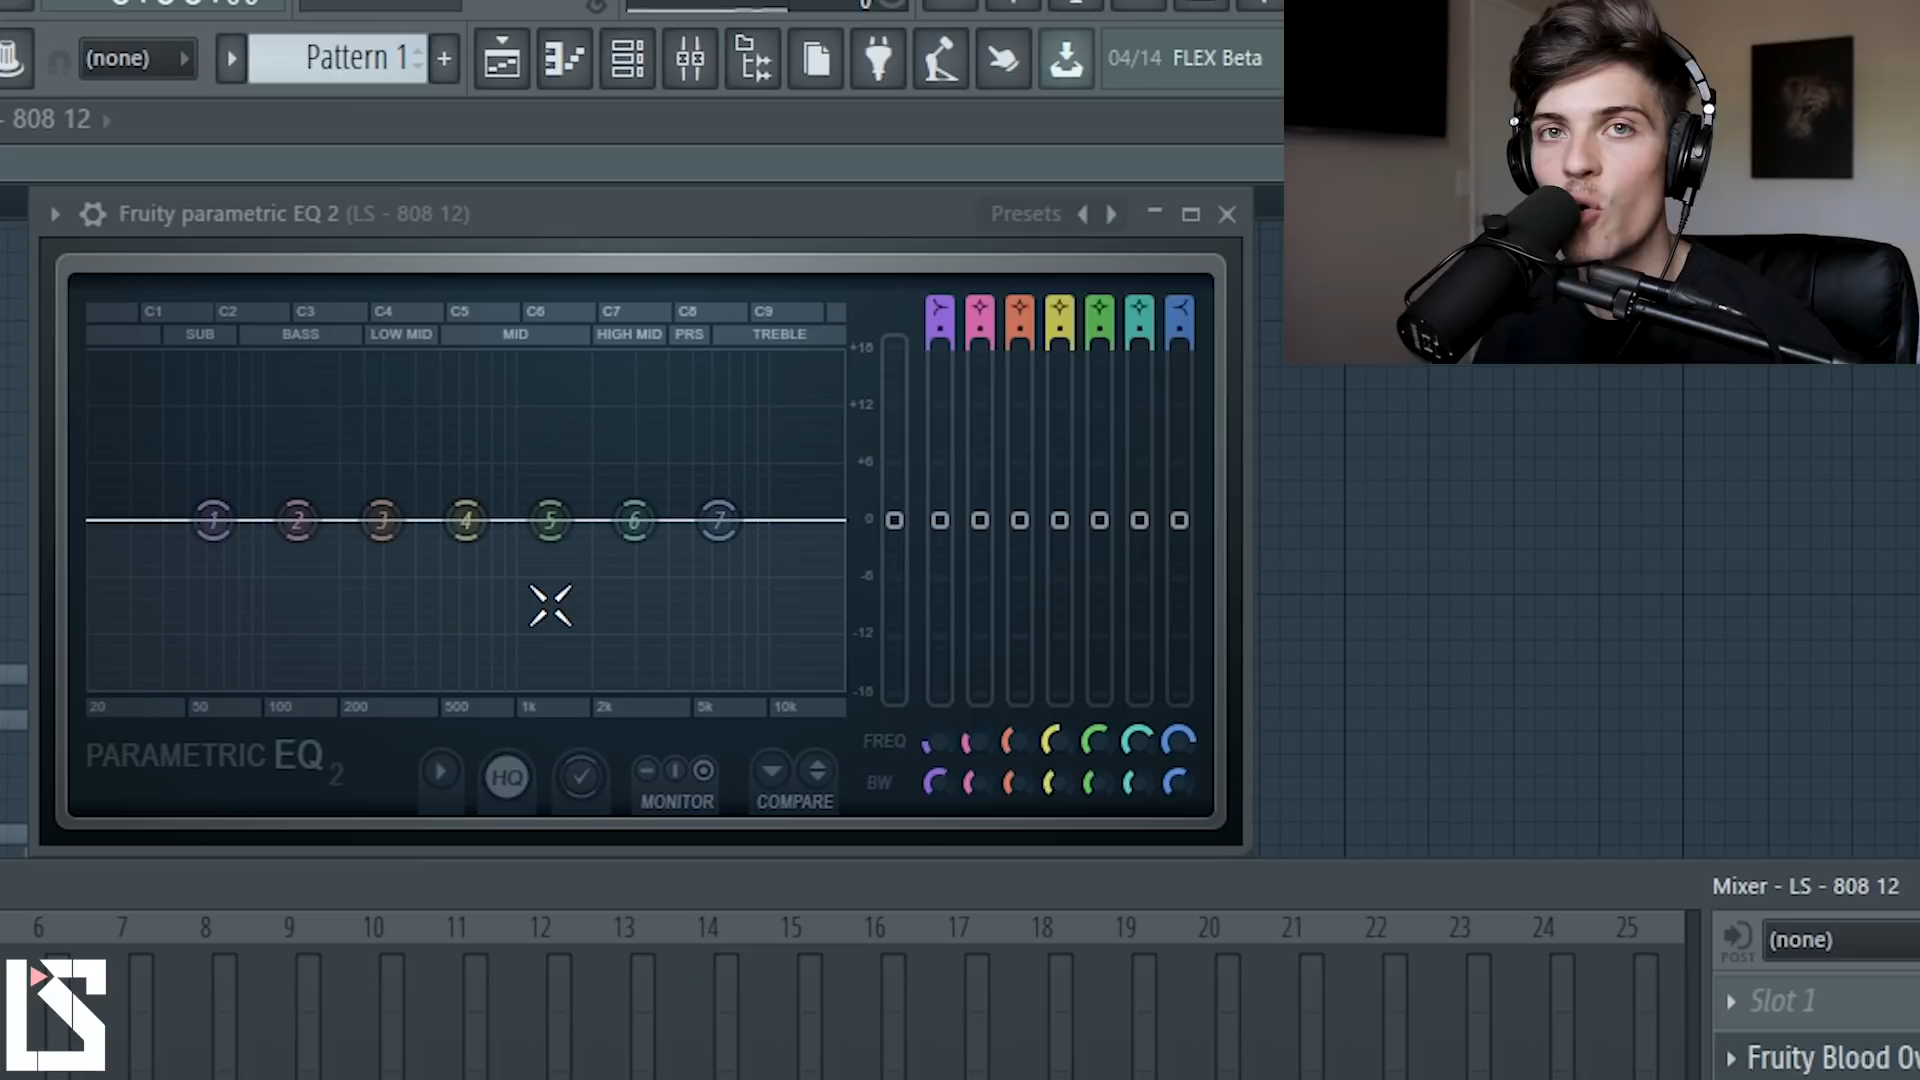 (none)
Pattern 1
+
04/14 FLEX Beta
- 808 12
Fruity parametric EQ 2 (LS - 808 12)
Presets
C1 C2 C3 C4 C5 C6 C7 C8 C9
SUB BASS LOW MID MID HIGH MID PRS TREBLE
+18
+12
+6
0
-6
-12
-18
1 2 3 4 5 6 7
20 50 100 200 500 1k 2k 5k 10k
PARAMETRIC EQ 2
HQ
MONITOR
COMPARE
FREQ
BW
Mixer - LS - 808 12
6 7 8 9 10 11 12 13 14 15 16 17 18 19 20 21 22 23 24 25
POST
(none)
Slot 1
Fruity Blood Ov
LS